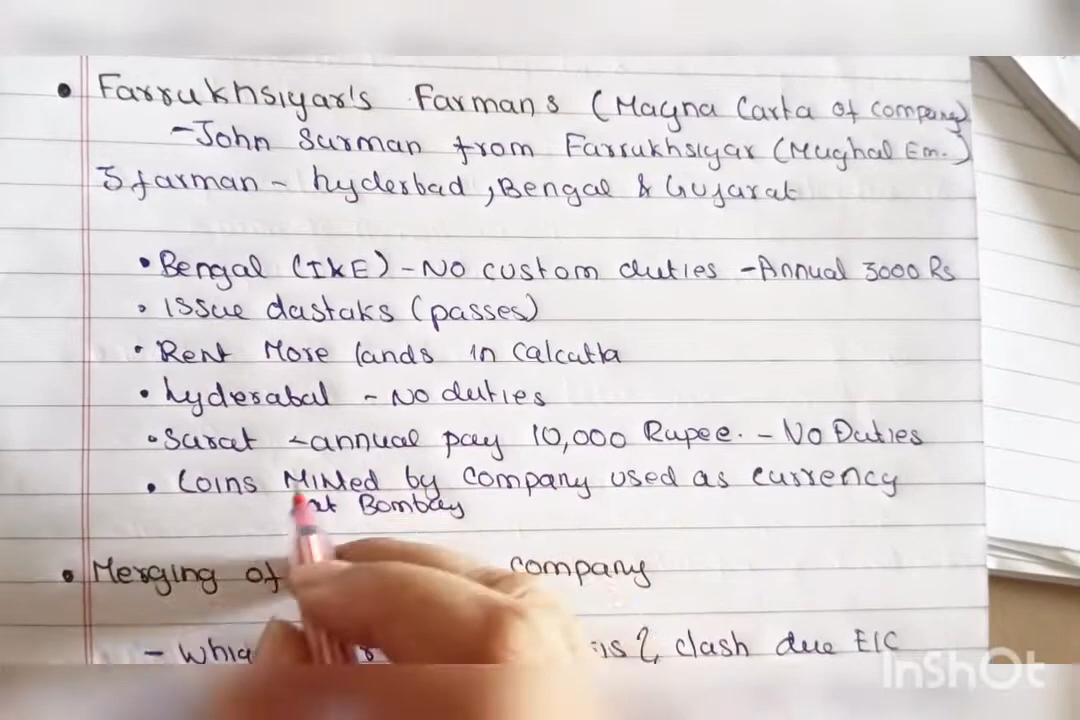 • Farrukhsiyar's Farmans (Magna Carta of company)
- John Surman from Farrukhsiyar (Mughal Em.)
3 farman - hyderbad, Bengal & Gujarat
• Bengal (IKE) - No custom duties - Annual 3000 Rs
• Issue dastaks (passes)
• Rent More lands in Calcatta
• hyderabal - No duties
• Surat - annual pay 10,000 Rupee. - No Duties
• Coins Minted by Company used as currency
at Bombay
• Merging of company
- clash due EIC
InShOt